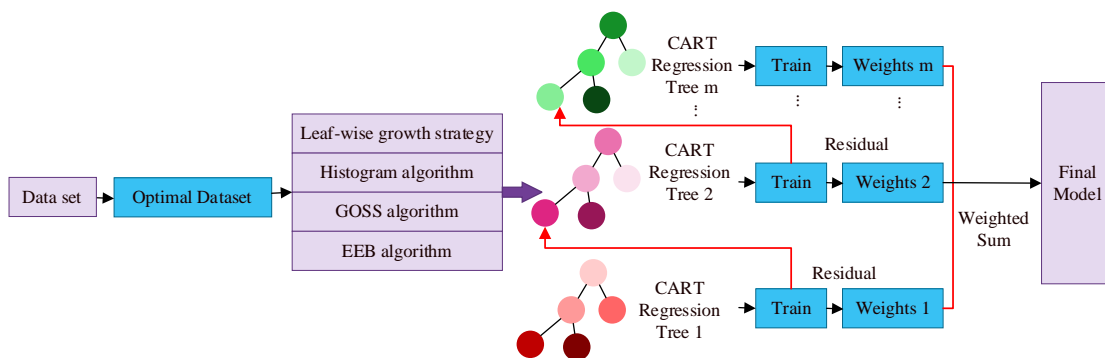 Data set
Optimal Dataset
Leaf-wise growth strategy
Histogram algorithm
GOSS algorithm
EEB algorithm
CART
Regression
Tree m
⋮
Train
⋮
Weights m
⋮
CART
Regression
Tree 2
Train
Residual
Weights 2
CART
Regression
Tree 1
Train
Residual
Weights 1
Weighted
Sum
Final
Model